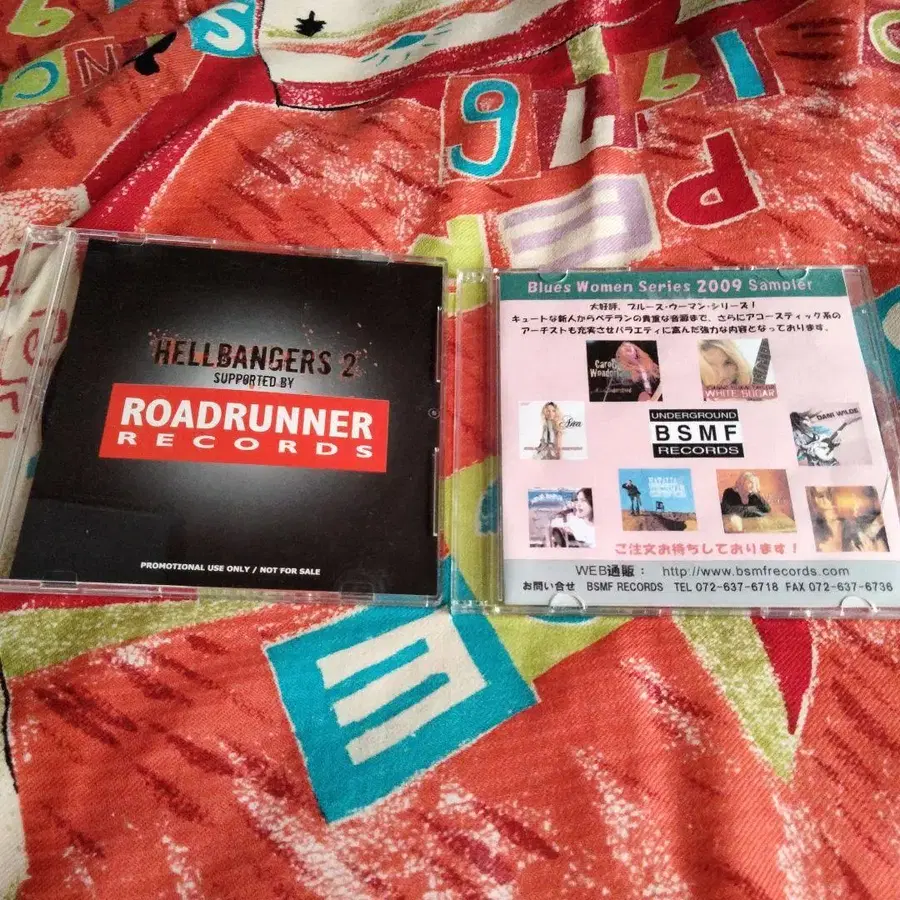 HELLBANGERS 2
SUPPORTED BY
ROADRUNNER
RECORDS
PROMOTIONAL USE ONLY / NOT FOR SALE
Blues Women Series 2009 Sampler
大好評、ブルース・ウーマン・シリーズ!
キュートな新人からベテランの貴重な音源まで、さらにアコースティック系の
アーチストも充実させバラエティに富んだ強力な内容となっております。
WHITE SUGAR
Ana
UNDERGROUND
BSMF
RECORDS
DANI WILDE
ご注文お待ちしております!
WEB通販: http://www.bsmfrecords.com
お問い合せ BSMF RECORDS TEL 072-637-6718 FAX 072-637-6736